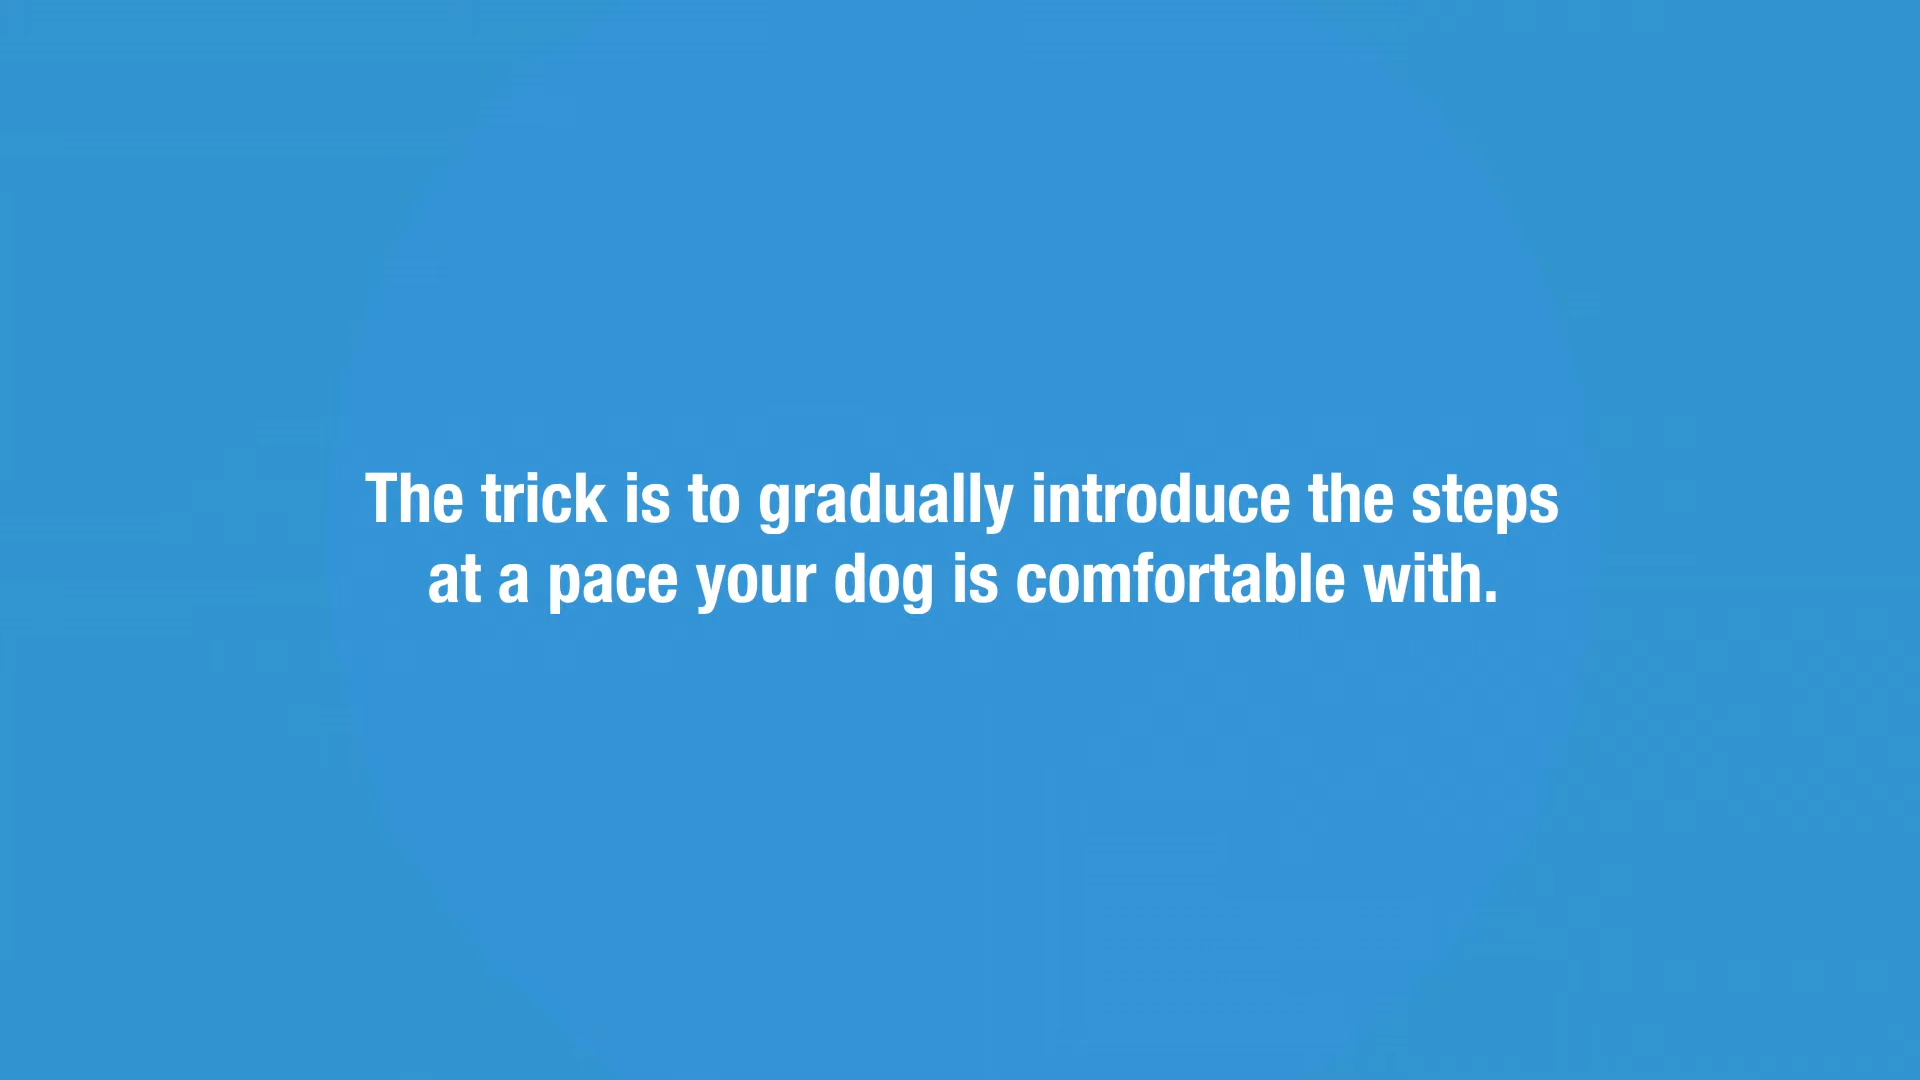 The trick is to gradually introduce the steps
at a pace your dog is comfortable with.